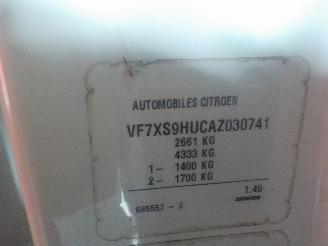 AUTOMOBILES CITROEN
VF7XS9HUCAZ030741
2661 KG
4333 KG
1- 1400 KG
2- 1700 KG
1.49
685557 - 2